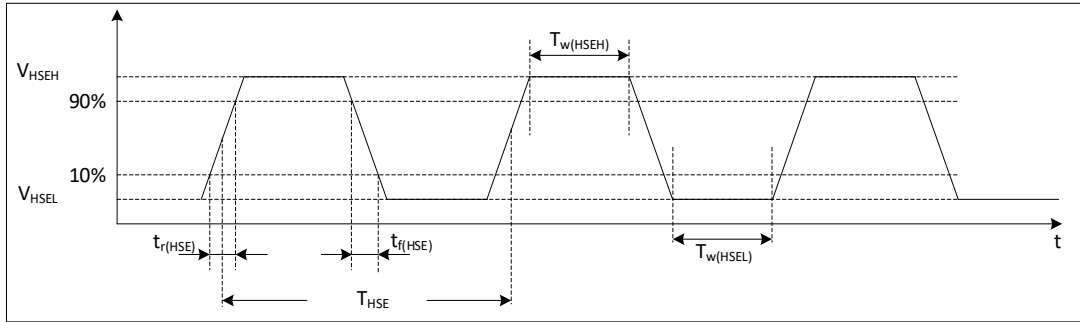 T_w(HSEH)
V_HSEH
90%
10%
V_HSEL
t_r(HSE)
t_f(HSE)
T_w(HSEL)
t
T_HSE